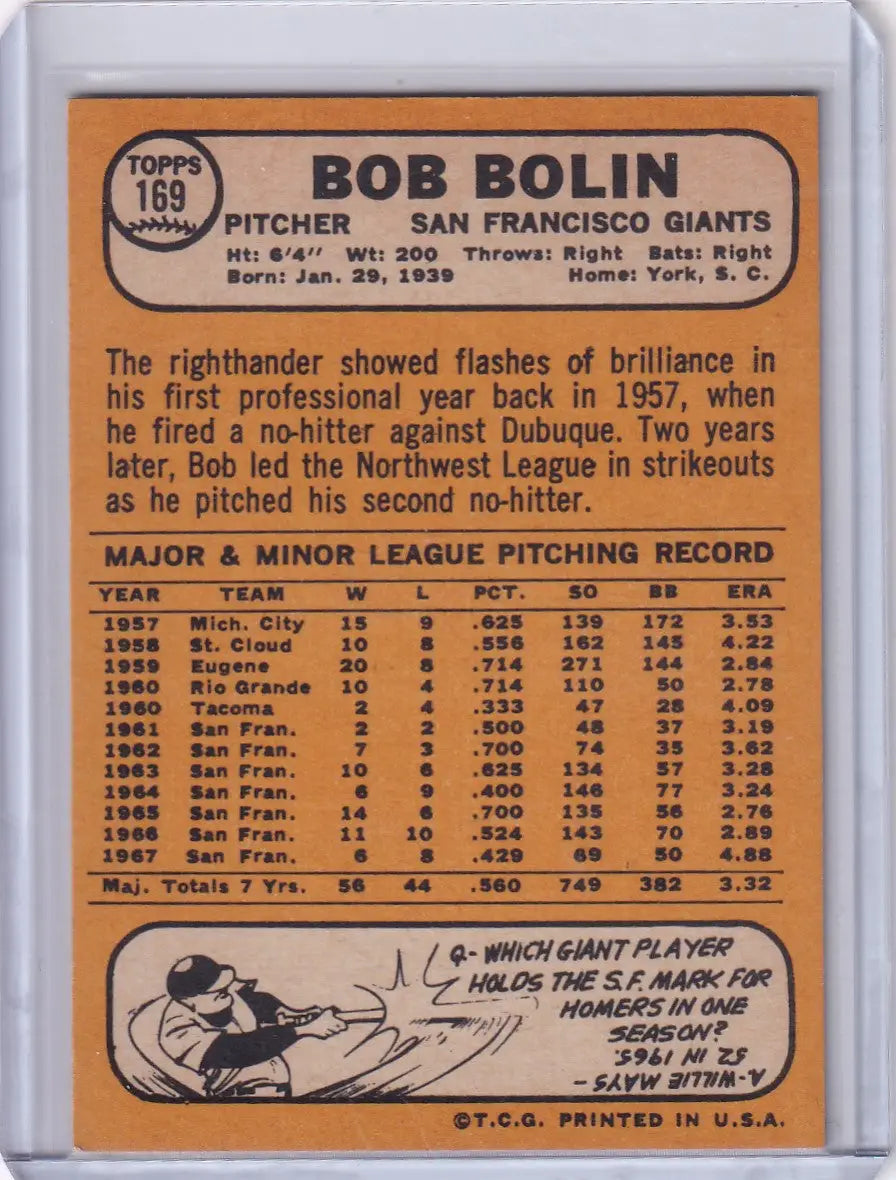 TOPPS
169
BOB BOLIN
PITCHER SAN FRANCISCO GIANTS
Ht: 6'4'' Wt: 200 Throws: Right Bats: Right
Born: Jan. 29, 1939 Home: York, S. C.
The righthander showed flashes of brilliance in
his first professional year back in 1957, when
he fired a no-hitter against Dubuque. Two years
later, Bob led the Northwest League in strikeouts
as he pitched his second no-hitter.
MAJOR & MINOR LEAGUE PITCHING RECORD
YEAR TEAM W L PCT. SO BB ERA
1957 Mich. City 15 9 .625 139 172 3.53
1958 St. Cloud 10 8 .556 162 145 4.22
1959 Eugene 20 8 .714 271 144 2.84
1960 Rio Grande 10 4 .714 110 50 2.78
1960 Tacoma 2 4 .333 47 28 4.09
1961 San Fran. 2 2 .500 48 37 3.19
1962 San Fran. 7 3 .700 74 35 3.62
1963 San Fran. 10 6 .625 134 57 3.28
1964 San Fran. 6 9 .400 146 77 3.24
1965 San Fran. 14 6 .700 135 56 2.76
1966 San Fran. 11 10 .524 143 70 2.89
1967 San Fran. 6 8 .429 69 50 4.88
Maj. Totals 7 Yrs. 56 44 .560 749 382 3.32
Q- WHICH GIANT PLAYER
HOLDS THE S.F. MARK FOR
HOMERS IN ONE
SEASON?
A- WILLIE MAYS -
52 IN 1965.
©T.C.G. PRINTED IN U.S.A.